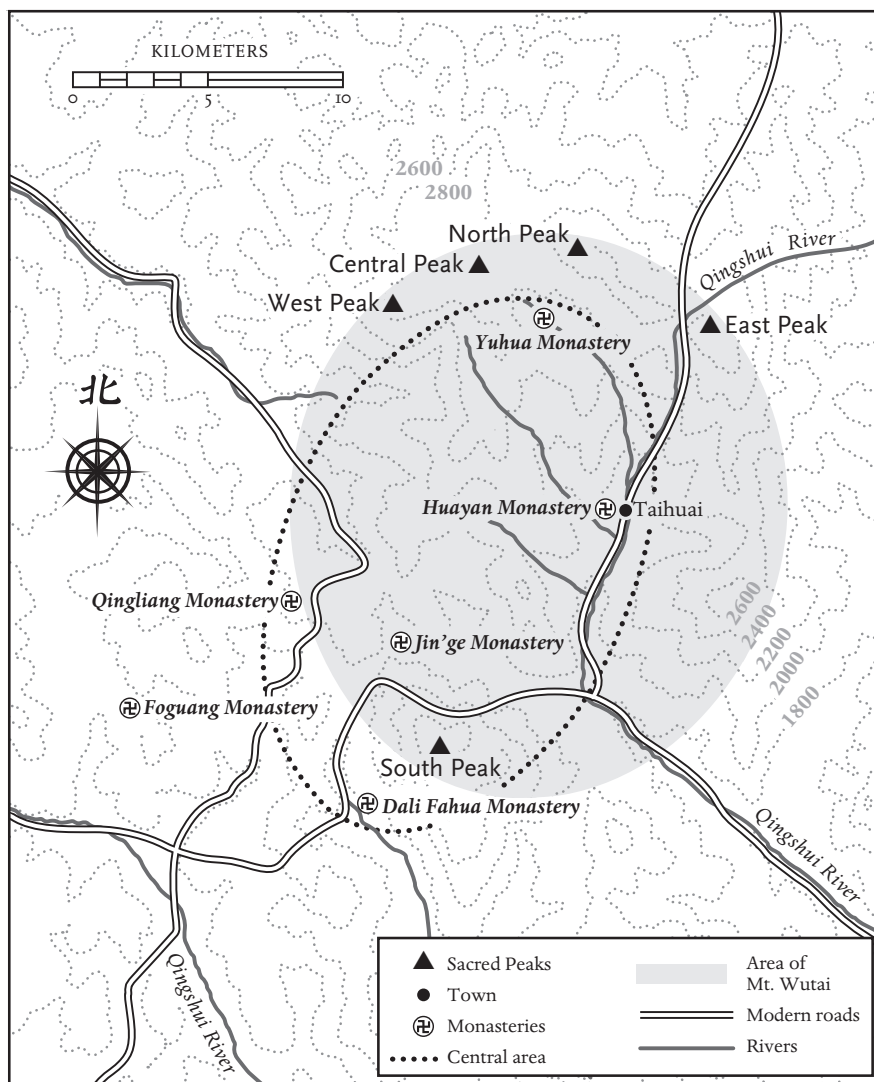 KILOMETERS
0 5 10
2600
2800
North Peak
Central Peak
West Peak
Qingshui River
East Peak
Yuhua Monastery
北
Huayan Monastery
Taihuai
Qingliang Monastery
2600
2400
2200
2000
1800
Jin'ge Monastery
Foguang Monastery
South Peak
Dali Fahua Monastery
Qingshui River
Qingshui River
Sacred Peaks
Town
Monasteries
Central area
Area of
Mt. Wutai
Modern roads
Rivers